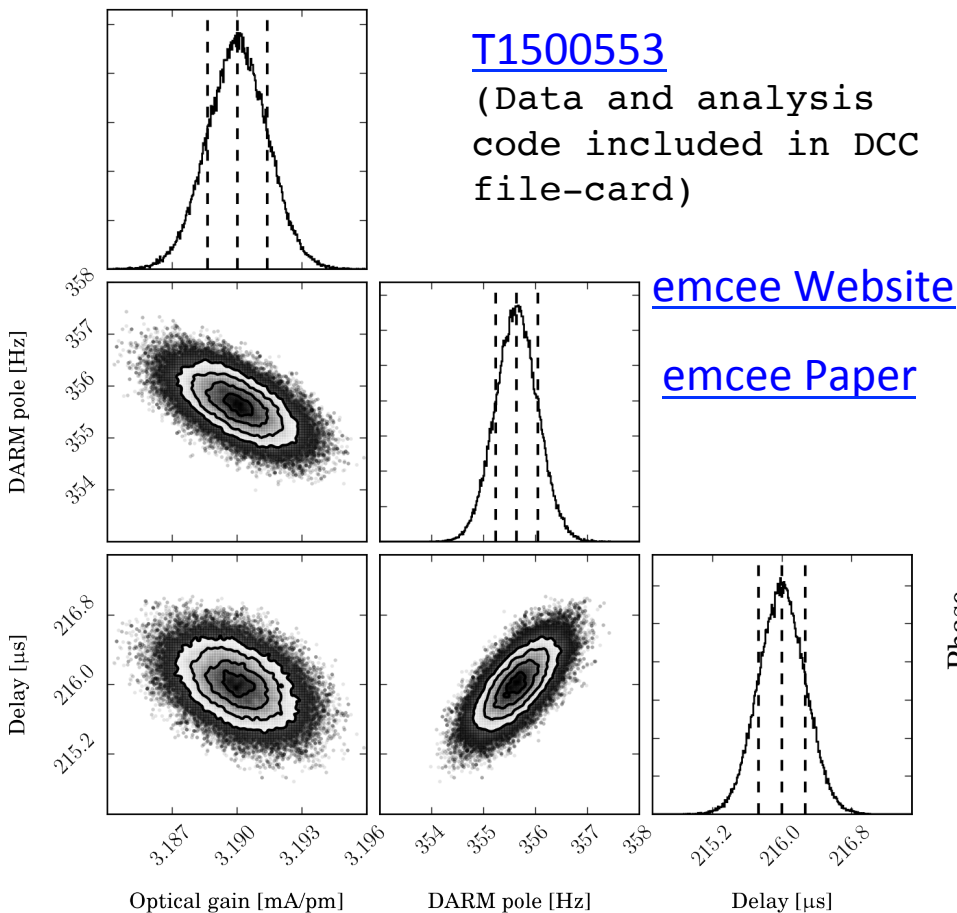 T1500553
(Data and analysis
code included in DCC
file-card)
emcee Website
emcee Paper
358
357
356
355
354
DARM pole [Hz]
216.8
216.0
215.2
Delay [μs]
Phase
3.187
3.190
3.193
3.196
Optical gain [mA/pm]
354
355
356
357
358
DARM pole [Hz]
215.2
216.0
216.8
Delay [μs]